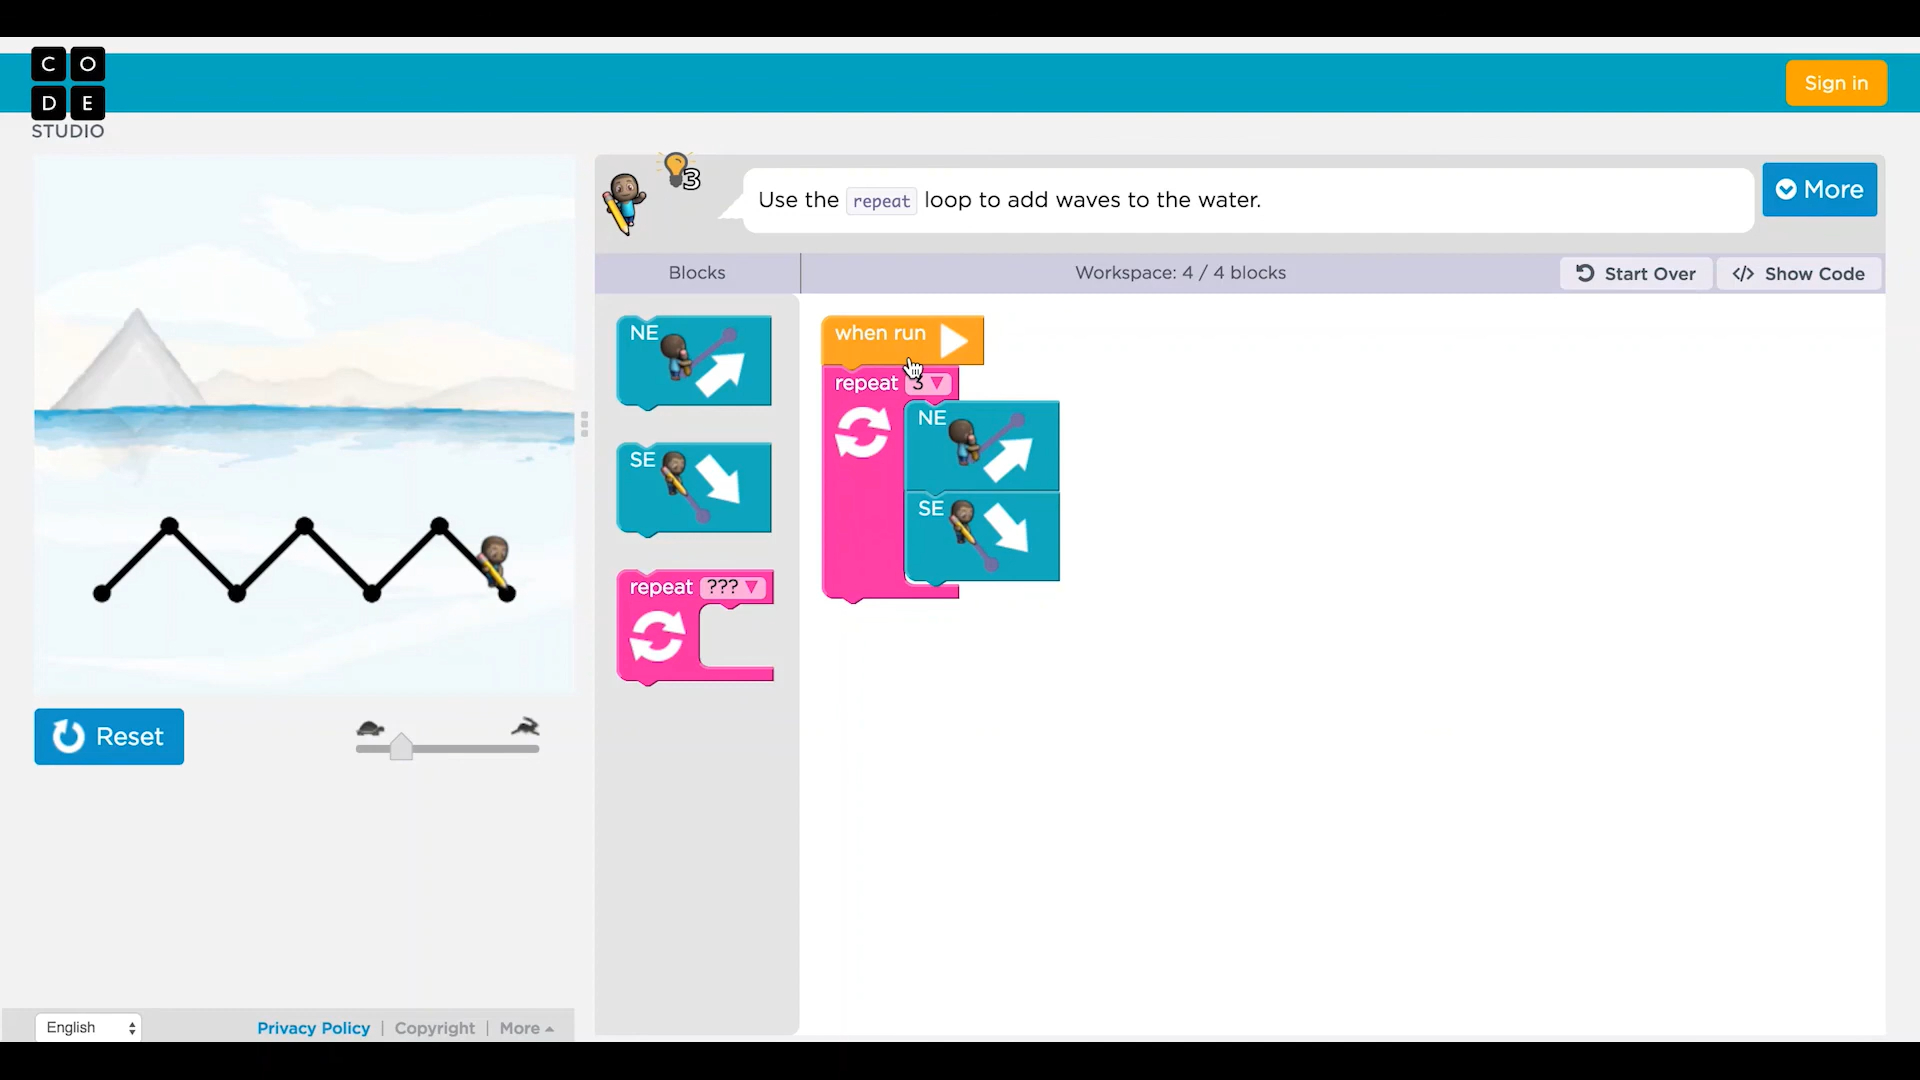 C O
D E
STUDIO
Sign in
3
Use the repeat loop to add waves to the water.
More
Blocks
Workspace: 4 / 4 blocks
Start Over
</> Show Code
NE
SE
repeat ???
when run
repeat 3
NE
SE
Reset
English
Privacy Policy | Copyright | More